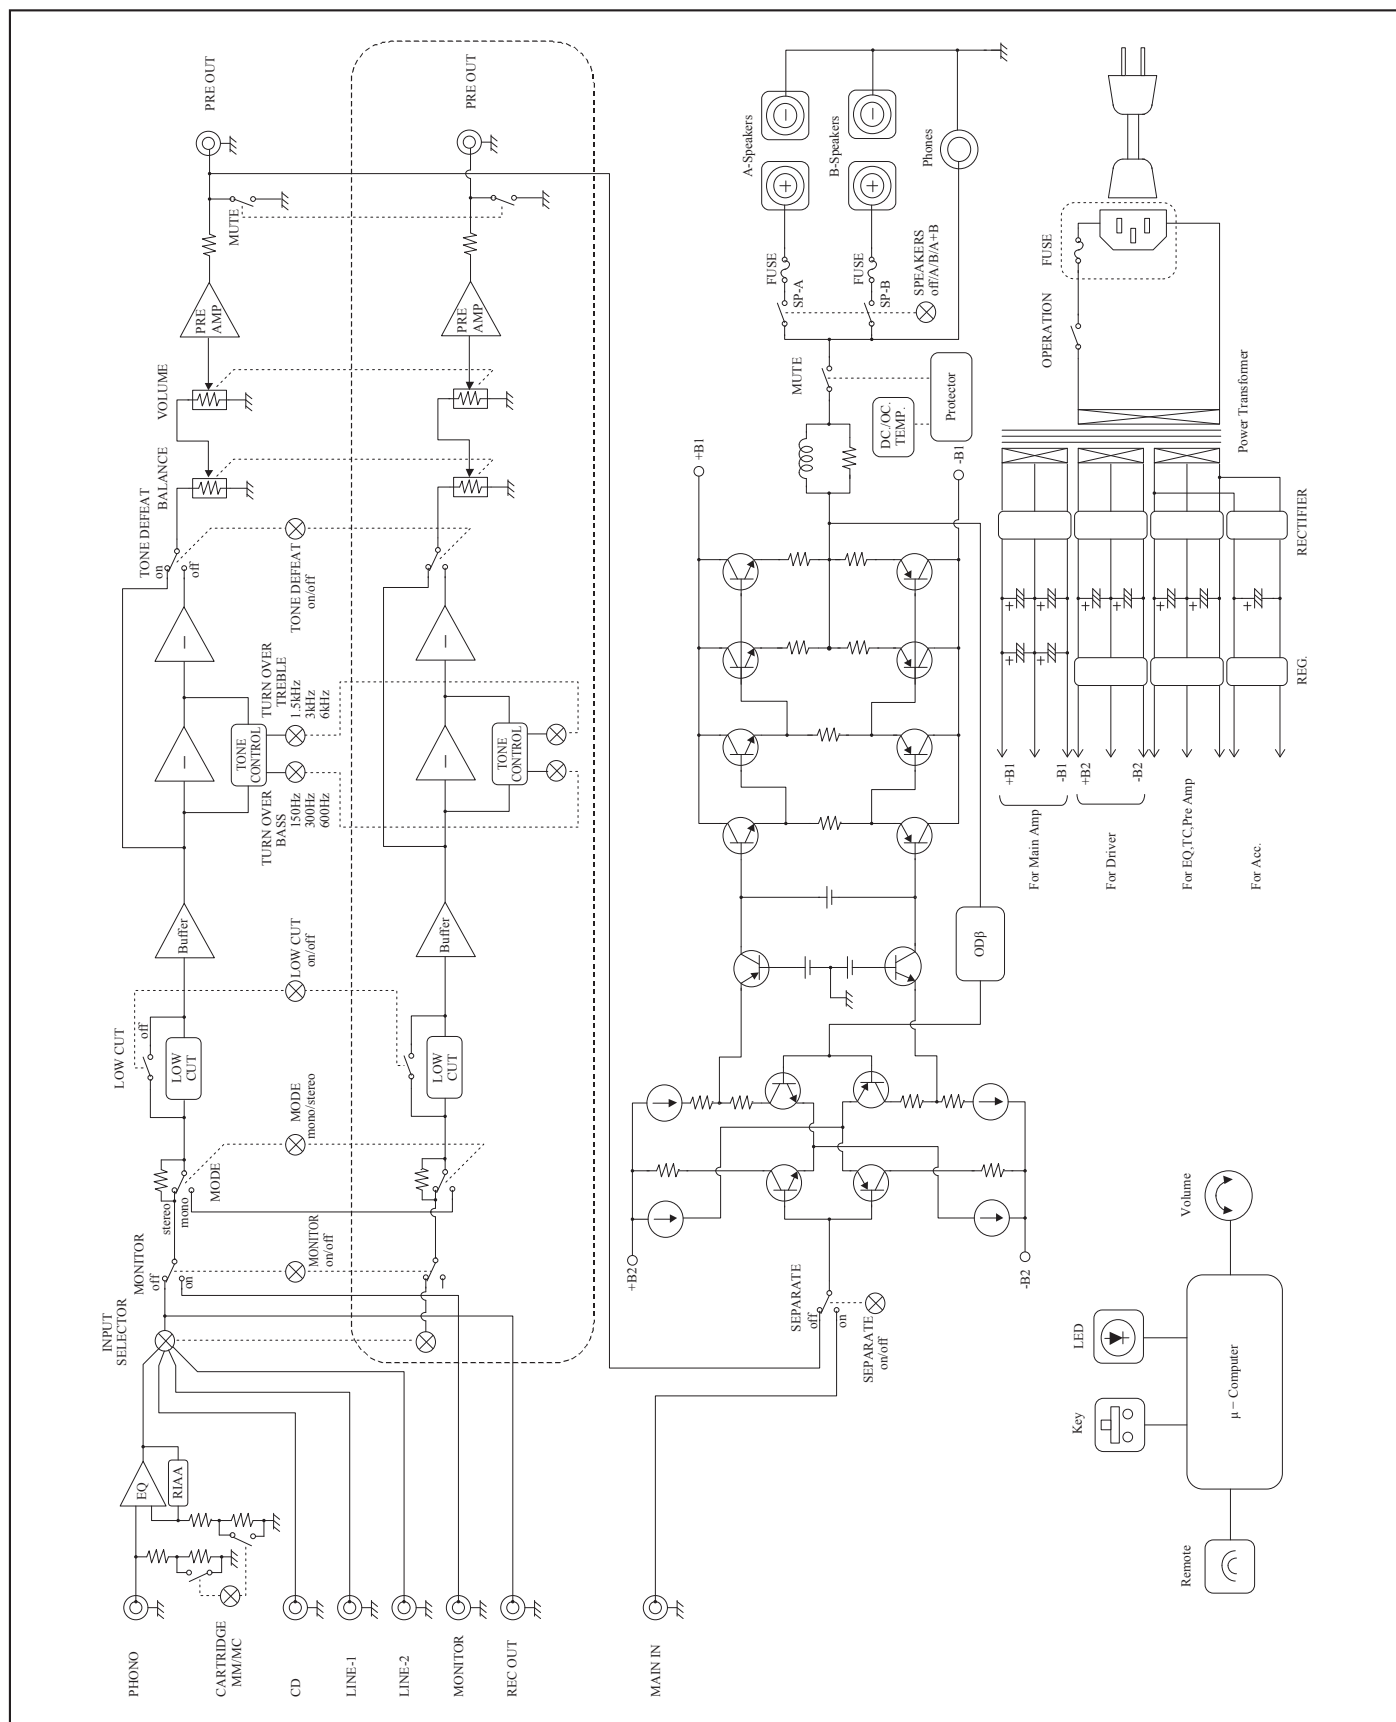 PHONO
CARTRIDGE
MM/MC
CD
LINE-1
LINE-2
MONITOR
REC OUT
MAIN IN
EQ
RIAA
INPUT
SELECTOR
MONITOR
off
on
MONITOR
on/off
stereo
mono
MODE
MODE
mono/stereo
LOW CUT
off
LOW
CUT
LOW
CUT
LOW CUT
on/off
Buffer
Buffer
TURN OVER
BASS
150Hz
300Hz
600Hz
TONE
CONTROL
TONE
CONTROL
TURN OVER
TREBLE
1.5kHz
3kHz
6kHz
TONE DEFEAT
on
off
TONE DEFEAT
on/off
BALANCE
VOLUME
PRE
AMP
PRE
AMP
MUTE
PRE OUT
PRE OUT
SEPARATE
off
on
SEPARATE
on/off
+B2
-B2
ODβ
+B1
-B1
DC./OC.
TEMP.
Protector
MUTE
SP-A
FUSE
SP-B
FUSE
SPEAKERS
off/A/B/A+B
A-Speakers
B-Speakers
Phones
Remote
Key
LED
μ – Computer
Volume
For Main Amp
For Driver
For EQ,TC,Pre Amp
For Acc.
+B1
-B1
+B2
-B2
REG.
RECTIFIER
Power Transformer
OPERATION
FUSE